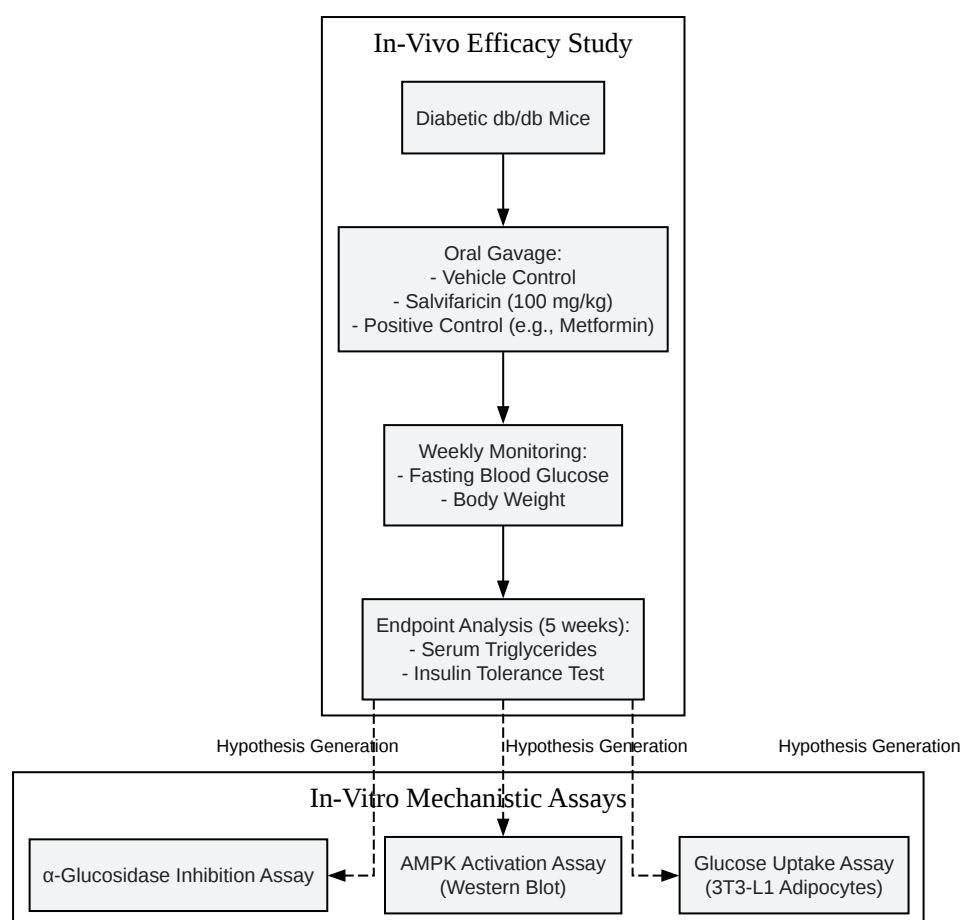 In-Vivo Efficacy Study
Diabetic db/db Mice
Oral Gavage:
- Vehicle Control
- Salvifaricin (100 mg/kg)
- Positive Control (e.g., Metformin)
Weekly Monitoring:
- Fasting Blood Glucose
- Body Weight
Endpoint Analysis (5 weeks):
- Serum Triglycerides
- Insulin Tolerance Test
Hypothesis Generation
Hypothesis Generation
Hypothesis Generation
In-Vitro Mechanistic Assays
α-Glucosidase Inhibition Assay
AMPK Activation Assay
(Western Blot)
Glucose Uptake Assay
(3T3-L1 Adipocytes)